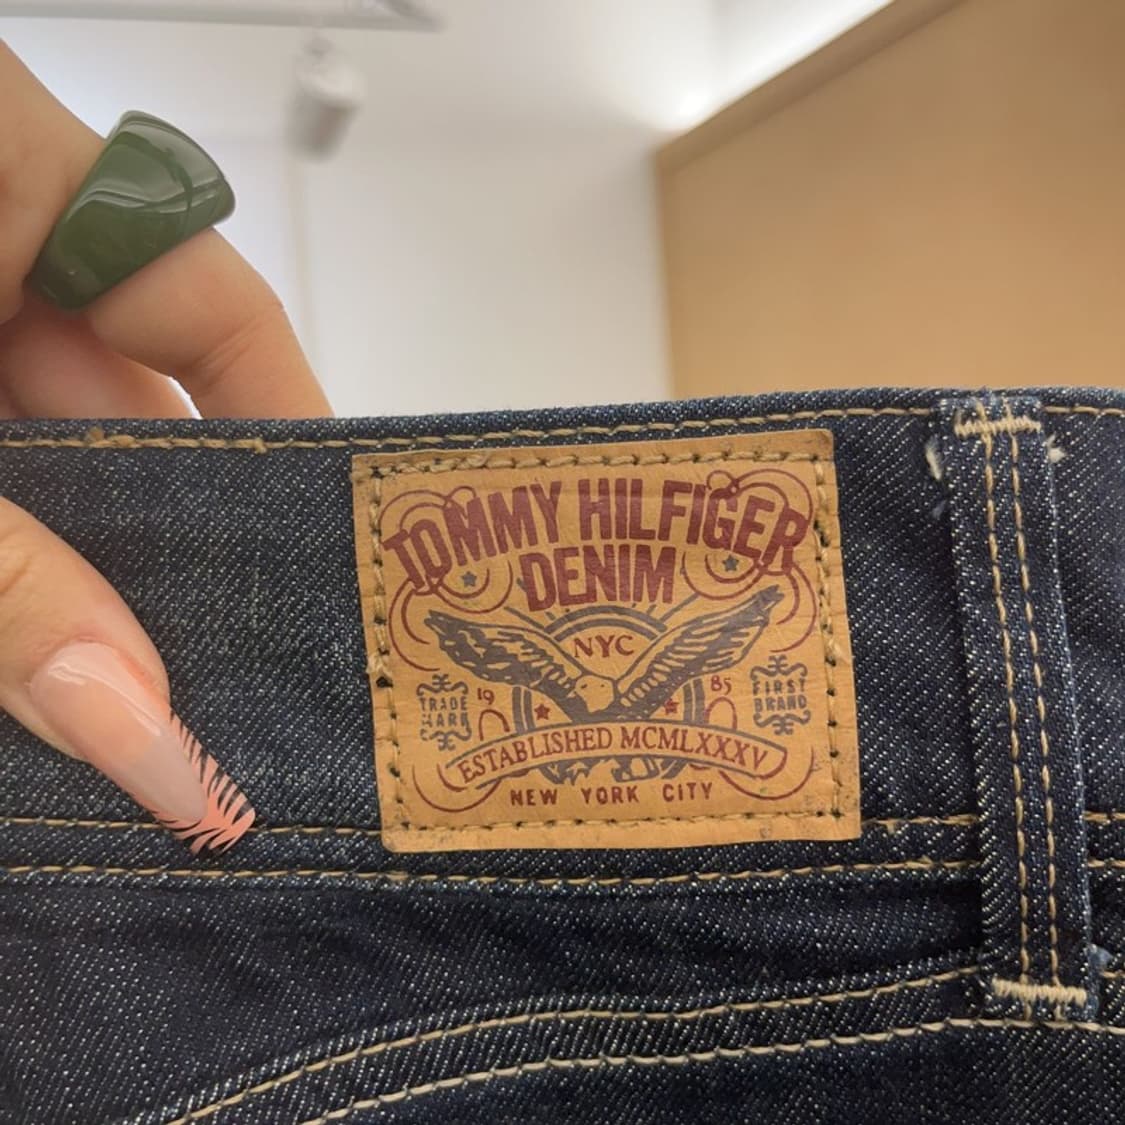 TOMMY HILFIGER
DENIM
NYC
19 85
TRADE
MARK
FIRST
BRAND
ESTABLISHED MCMLXXXV
NEW YORK CITY